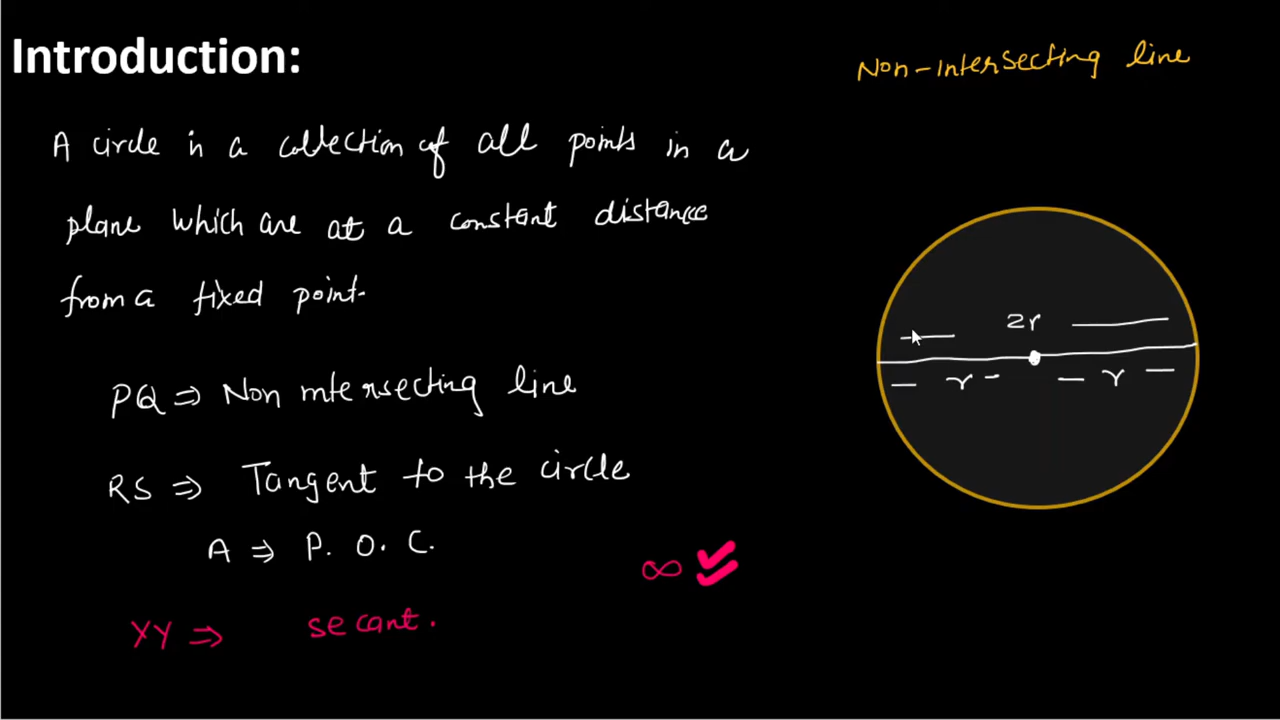 Introduction:
Non-intersecting line
A circle is a collection of all points in a
plane which are at a constant distance
from a fixed point.
2r
r r
PQ ⇒ Non intersecting line
RS ⇒ Tangent to the circle
A ⇒ P. O. C.
∞
XY ⇒ secant.